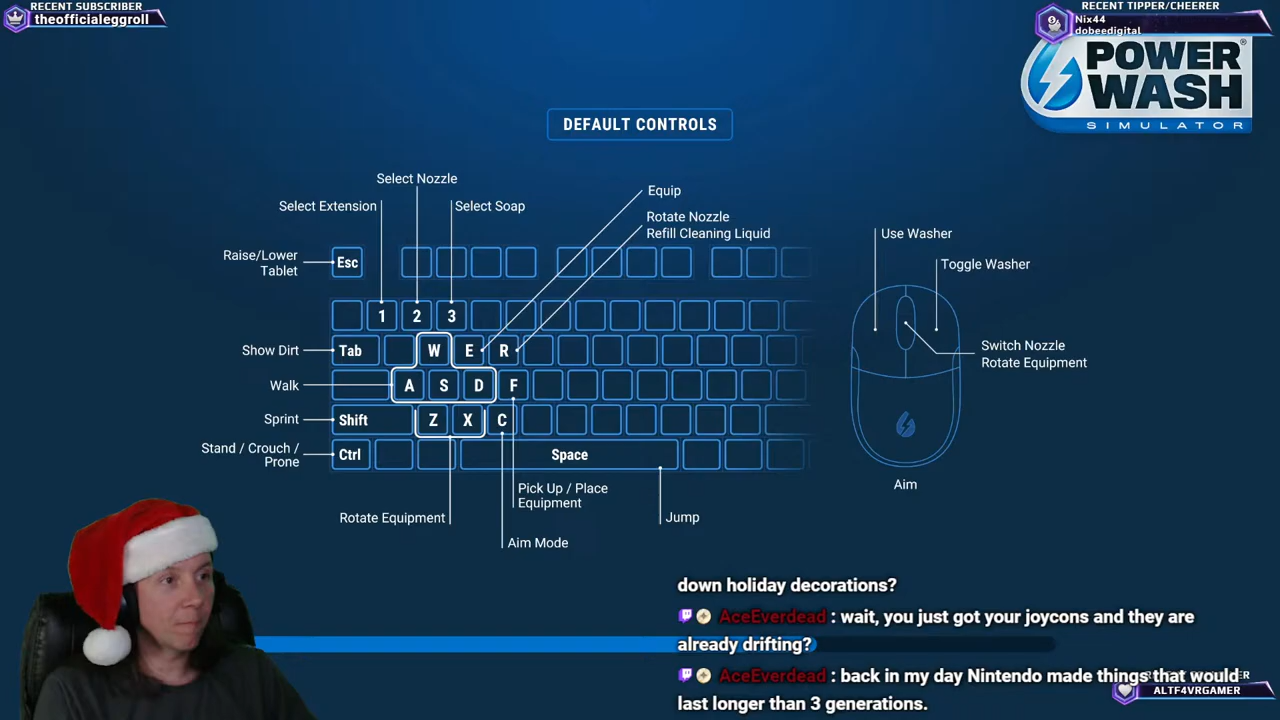 RECENT SUBSCRIBER
theofficialeggroll
RECENT TIPPER/CHEERER
Nix44
dobeedigital
POWER
WASH
SIMULATOR
DEFAULT CONTROLS
Select Nozzle
Select Extension
Select Soap
Equip
Rotate Nozzle
Refill Cleaning Liquid
Raise/Lower
Tablet
Esc
1 2 3
Show Dirt
Tab W E R
Walk
A S D F
Sprint
Shift Z X C
Stand / Crouch /
Prone
Ctrl Space
Pick Up / Place
Equipment
Rotate Equipment
Aim Mode
Jump
Use Washer
Toggle Washer
Switch Nozzle
Rotate Equipment
Aim
down holiday decorations?
AceEverdead : wait, you just got your joycons and they are
already drifting?
AceEverdead : back in my day Nintendo made things that would
last longer than 3 generations.
ALTF4VRGAMER